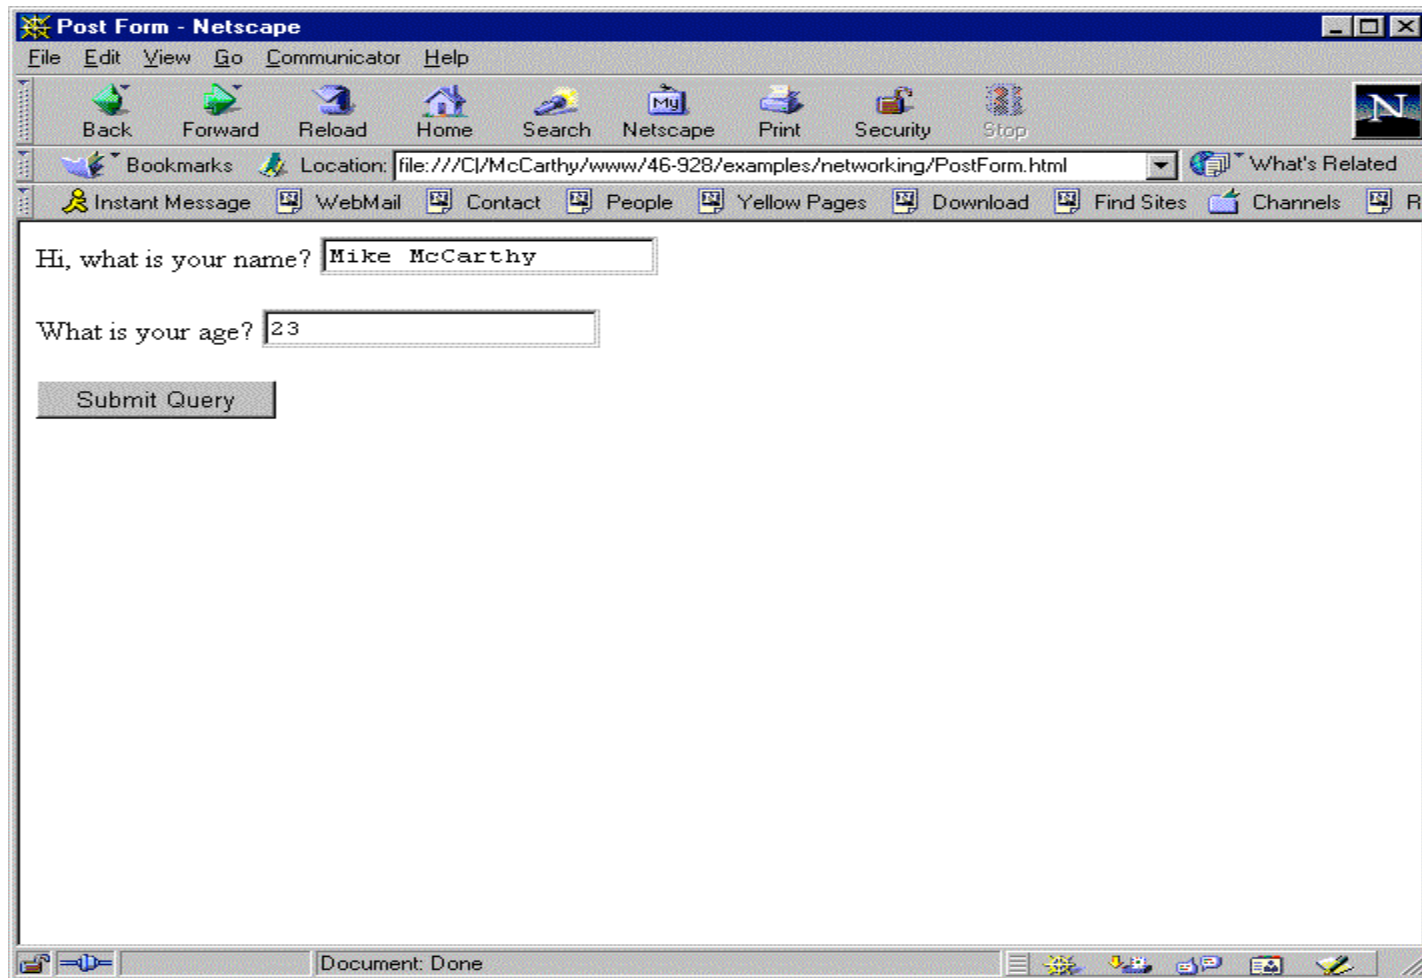 Post Form - Netscape
File Edit View Go Communicator Help
Back Forward Reload Home Search Netscape Print Security Stop
My
N
Bookmarks Location: file:///C|/McCarthy/www/46-928/examples/networking/PostForm.html What's Related
Instant Message WebMail Contact People Yellow Pages Download Find Sites Channels R
Hi, what is your name? Mike McCarthy
What is your age? 23
Submit Query
Document: Done